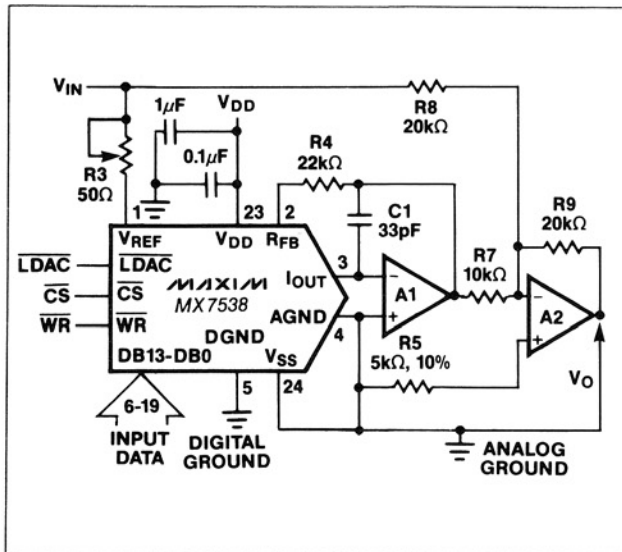 VIN
1µF
VDD
0.1µF
R3
50Ω
R4
22kΩ
C1
33pF
R8
20kΩ
R9
20kΩ
1
23
2
VREF
VDD
RFB
LDAC
LDAC
CS
CS
WR
WR
MAXIM
MX7538
IOUT
3
AGND
4
A1
R7
10kΩ
A2
R5
5kΩ, 10%
DGND
VSS
DB13-DB0
5
24
6-19
INPUT
DATA
DIGITAL
GROUND
ANALOG
GROUND
VO
-
+
-
+